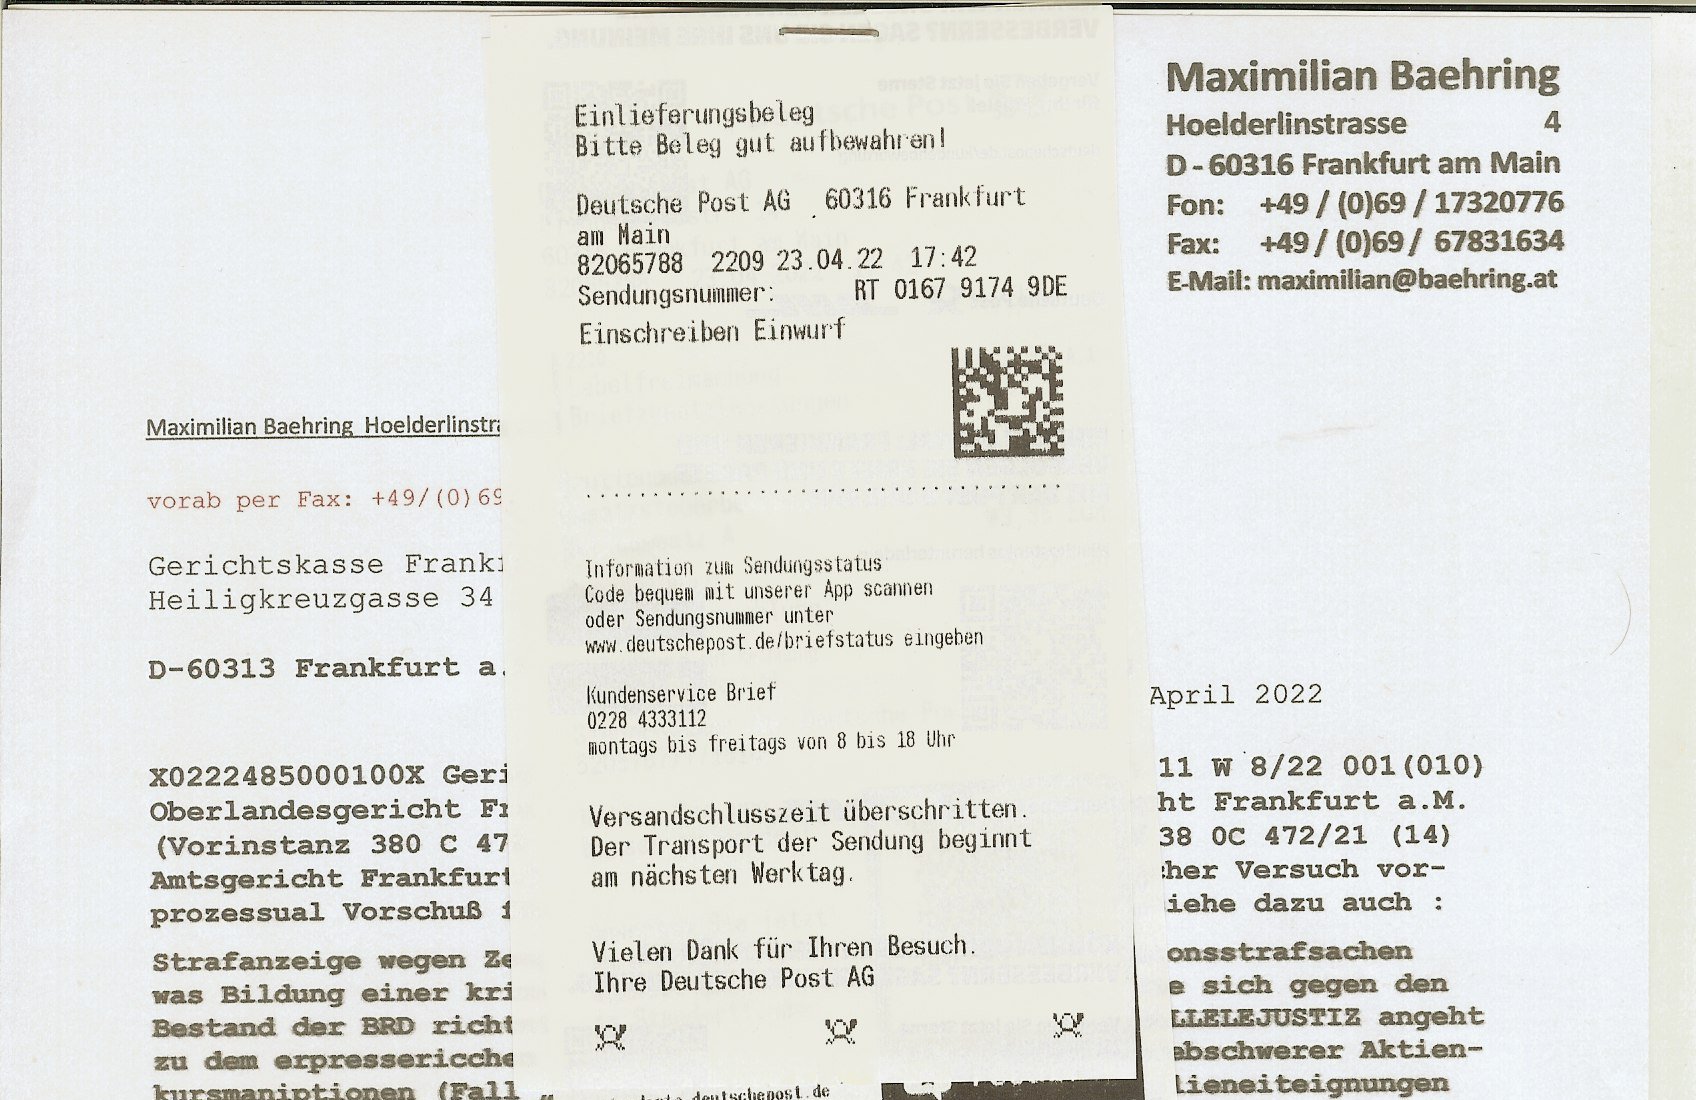 Maximilian Baehring
Hoelderlinstrasse 4
D - 60316 Frankfurt am Main
Fon: +49 / (0)69 / 17320776
Fax: +49 / (0)69 / 67831634
E-Mail: maximilian@baehring.at
Einlieferungsbeleg
Bitte Beleg gut aufbewahren!
Deutsche Post AG 60316 Frankfurt
am Main
82065788 2209 23.04.22 17:42
Sendungsnummer: RT 0167 9174 9DE
Einschreiben Einwurf
Information zum Sendungsstatus
Code bequem mit unserer App scannen
oder Sendungsnummer unter
www.deutschepost.de/briefstatus eingeben
Kundenservice Brief
0228 4333112
montags bis freitags von 8 bis 18 Uhr
Versandschlusszeit überschritten.
Der Transport der Sendung beginnt
am nächsten Werktag.
Vielen Dank für Ihren Besuch.
Ihre Deutsche Post AG
deutschepost.de
Maximilian Baehring Hoelderlinstra
vorab per Fax: +49/(0)69
Gerichtskasse Frankf
Heiligkreuzgasse 34
D-60313 Frankfurt a.
April 2022
X0222485000100X Geri 11 W 8/22 001(010)
Oberlandesgericht Fr ht Frankfurt a.M.
(Vorinstanz 380 C 47 38 0C 472/21 (14)
Amtsgericht Frankfurt cher Versuch vor-
prozessual Vorschuß f iehe dazu auch :
Strafanzeige wegen Ze onsstrafsachen
was Bildung einer kri e sich gegen den
Bestand der BRD richt LLELEJUSTIZ angeht
zu dem erpressericche abschwerer Aktien-
kursmaniptionen (Fall „ lieneiteignungen